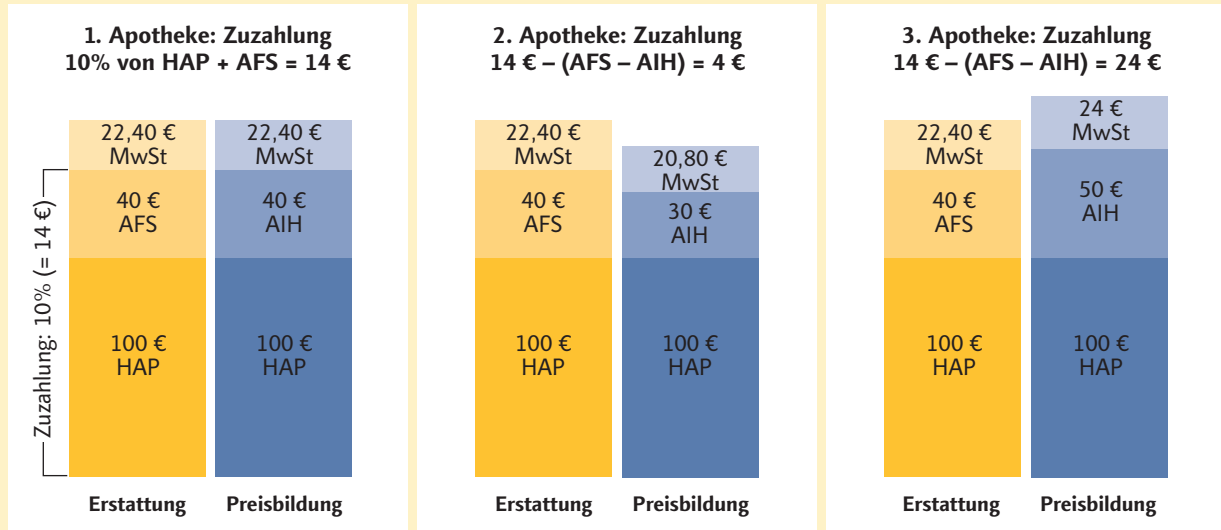 1. Apotheke: Zuzahlung
10% von HAP + AFS = 14 €
Zuzahlung: 10% (= 14 €)
22,40 €
MwSt
40 €
AFS
100 €
HAP
22,40 €
MwSt
40 €
AIH
100 €
HAP
Erstattung
Preisbildung
2. Apotheke: Zuzahlung
14 € – (AFS – AIH) = 4 €
22,40 €
MwSt
40 €
AFS
100 €
HAP
20,80 €
MwSt
30 €
AIH
100 €
HAP
Erstattung
Preisbildung
3. Apotheke: Zuzahlung
14 € – (AFS – AIH) = 24 €
22,40 €
MwSt
40 €
AFS
100 €
HAP
24 €
MwSt
50 €
AIH
100 €
HAP
Erstattung
Preisbildung